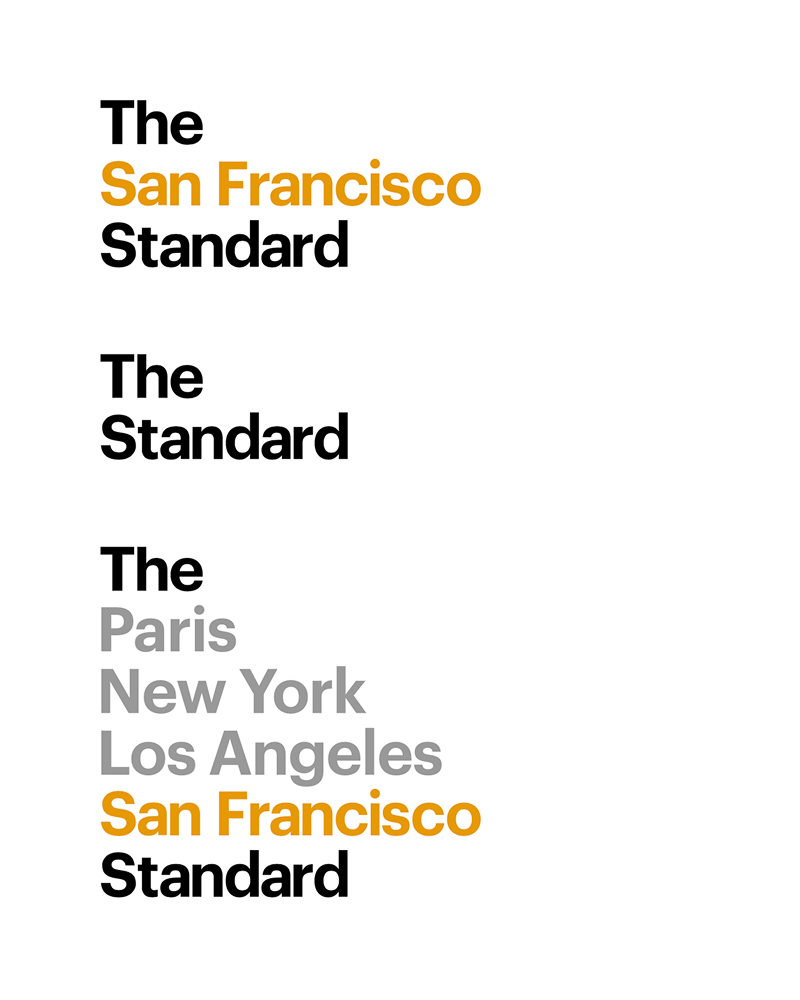 The
San Francisco
Standard
The
Standard
The
Paris
New York
Los Angeles
San Francisco
Standard